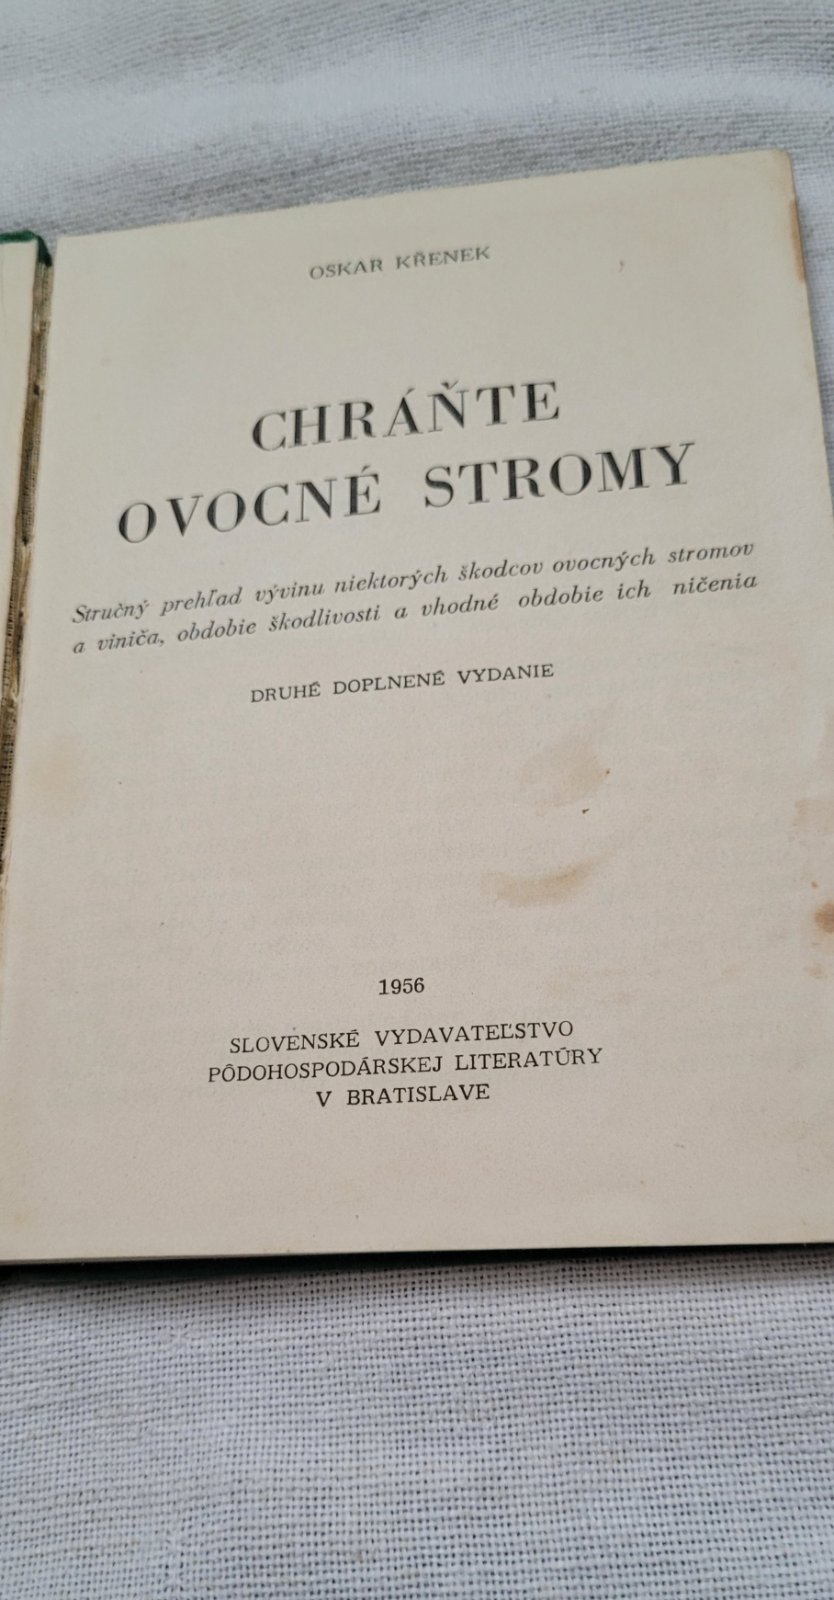 OSKAR KŘENEK
CHRÁŇTE
OVOCNÉ STROMY
Stručný prehľad vývinu niektorých škodcov ovocných stromov
a viniča, obdobie škodlivosti a vhodné obdobie ich ničenia
DRUHÉ DOPLNENÉ VYDANIE
1956
SLOVENSKÉ VYDAVATEĽSTVO
PÔDOHOSPODÁRSKEJ LITERATÚRY
V BRATISLAVE